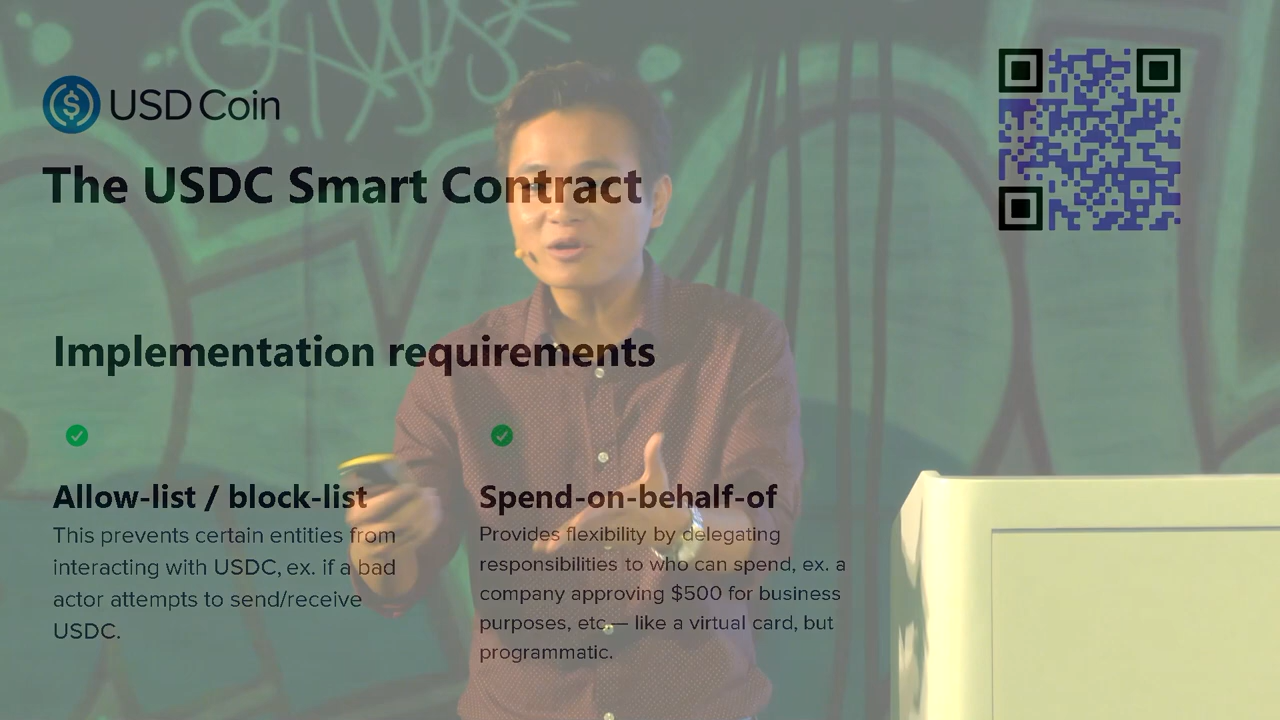 USD Coin
The USDC Smart Contract
Implementation requirements
Allow-list / block-list
This prevents certain entities from
interacting with USDC, ex. if a bad
actor attempts to send/receive
USDC.
Spend-on-behalf-of
Provides flexibility by delegating
responsibilities to who can spend, ex. a
company approving $500 for business
purposes, etc.— like a virtual card, but
programmatic.